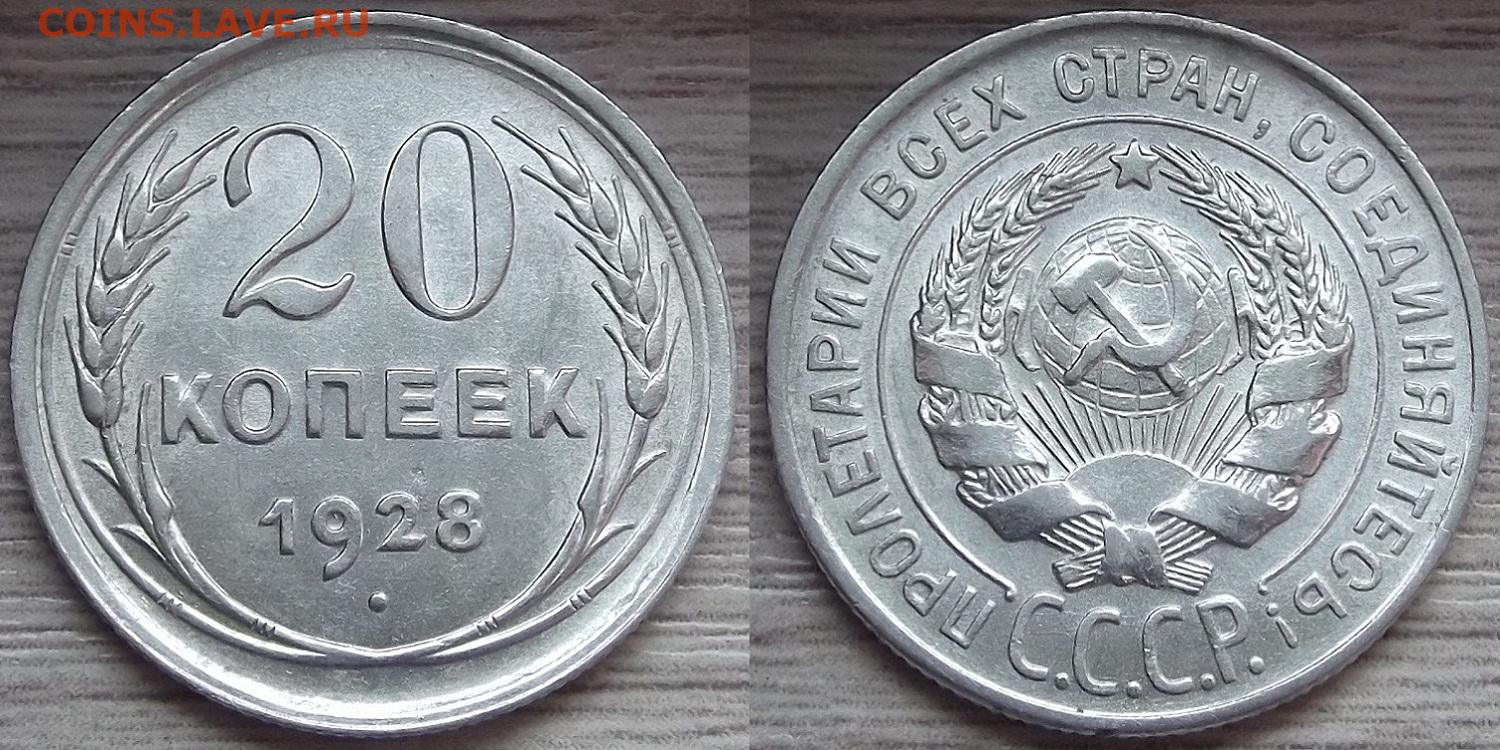 COINS.LAVE.RU
20
КОПЕЕК
1928
ПРОЛЕТАРИИ ВСЕХ СТРАН, СОЕДИНЯЙТЕСЬ!
С.С.С.Р.